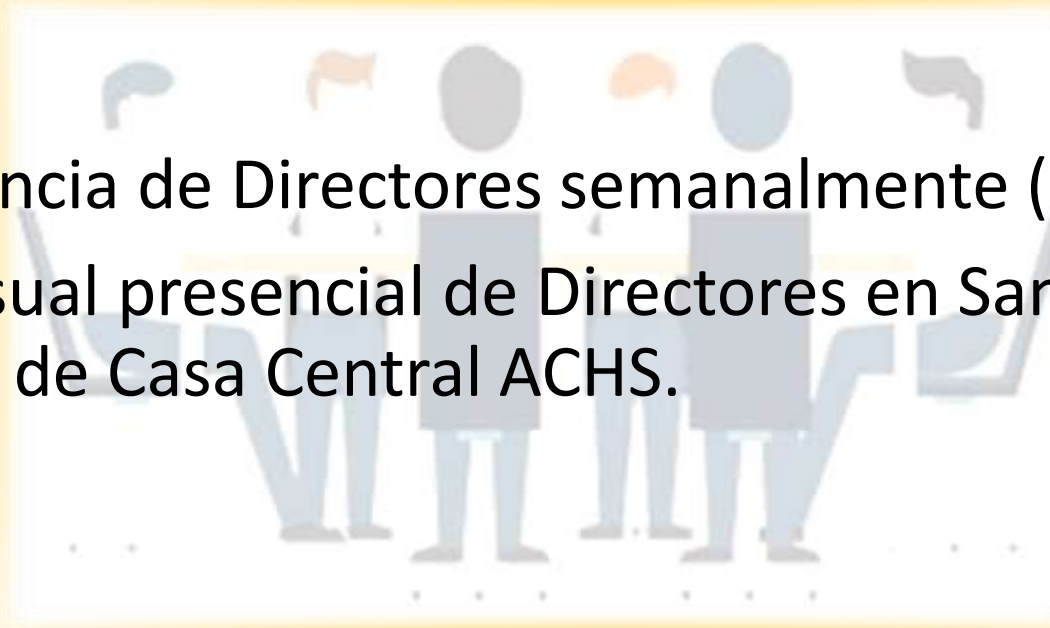 ncia de Directores semanalmente (
sual presencial de Directores en San
de Casa Central ACHS.